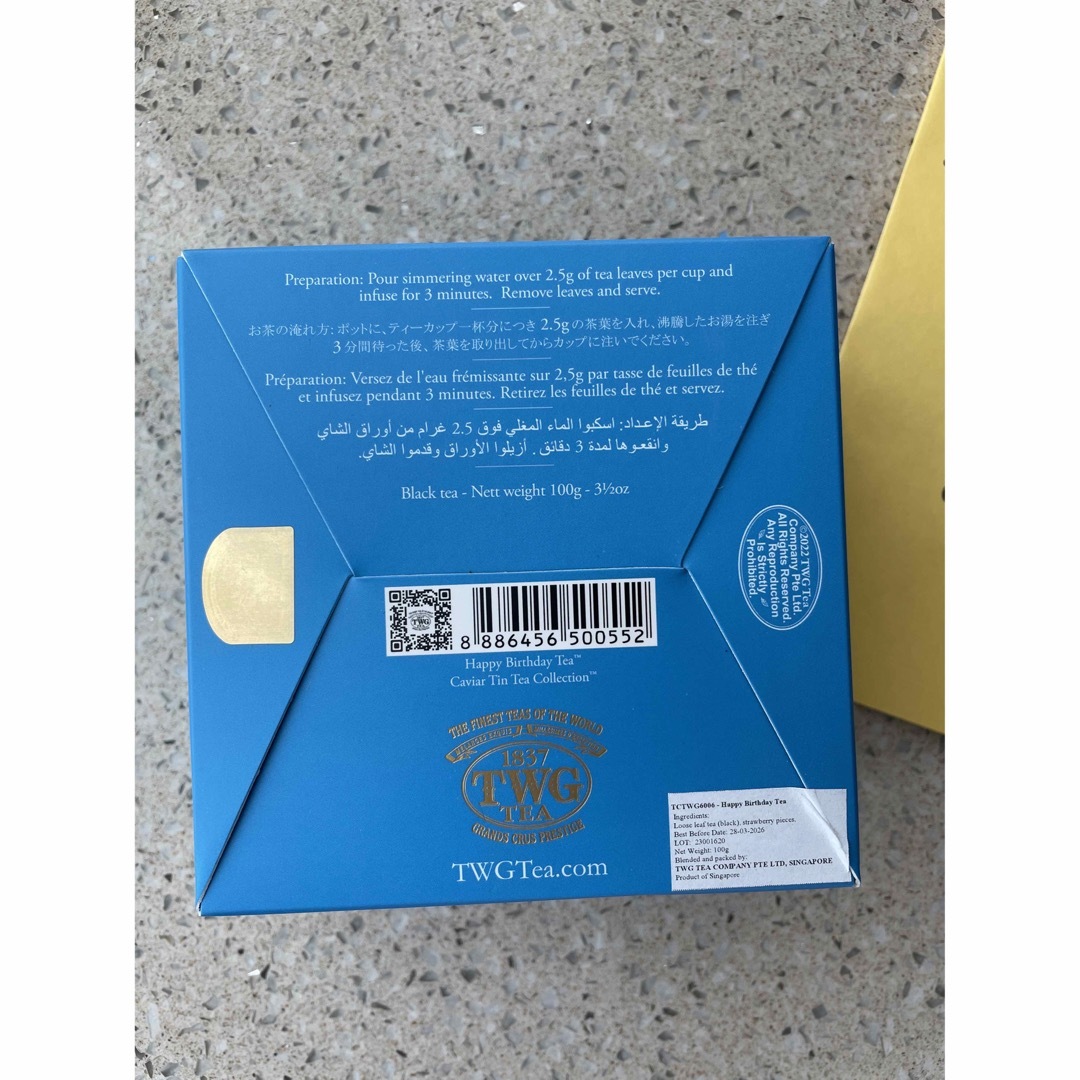 Preparation: Pour simmering water over 2.5g of tea leaves per cup and
infuse for 3 minutes. Remove leaves and serve.
お茶の淹れ方: ポットに、ティーカップ一杯分につき 2.5gの茶葉を入れ、沸騰したお湯を注ぎ
3分間待った後、茶葉を取り出してからカップに注いでください。
Préparation: Versez de l'eau frémissante sur 2,5g par tasse de feuilles de thé
et infusez pendant 3 minutes. Retirez les feuilles de thé et servez.
طريقة الإعداد: اسكبوا الماء المغلي فوق 2.5 غرام من أوراق الشاي
وانقعوها لمدة 3 دقائق. أزيلوا الأوراق وقدموا الشاي.
Black tea - Nett weight 100g - 3½oz
©2022 TWG Tea
Company Pte Ltd.
All Rights Reserved.
Any Reproduction
Is Strictly
Prohibited.
TWG
8 886456 500552
Happy Birthday Tea™
Caviar Tin Tea Collection™
THE FINEST TEAS OF THE WORLD
1837
TWG
TEA
GRANDS CRUS PRESTIGE
TWGTea.com
TCTWG6006 - Happy Birthday Tea
Ingredients:
Loose leaf tea (black), strawberry pieces.
Best Before Date: 28-03-2026
LOT: 23001620
Net Weight: 100g
Blended and packed by:
TWG TEA COMPANY PTE LTD, SINGAPORE
Product of Singapore